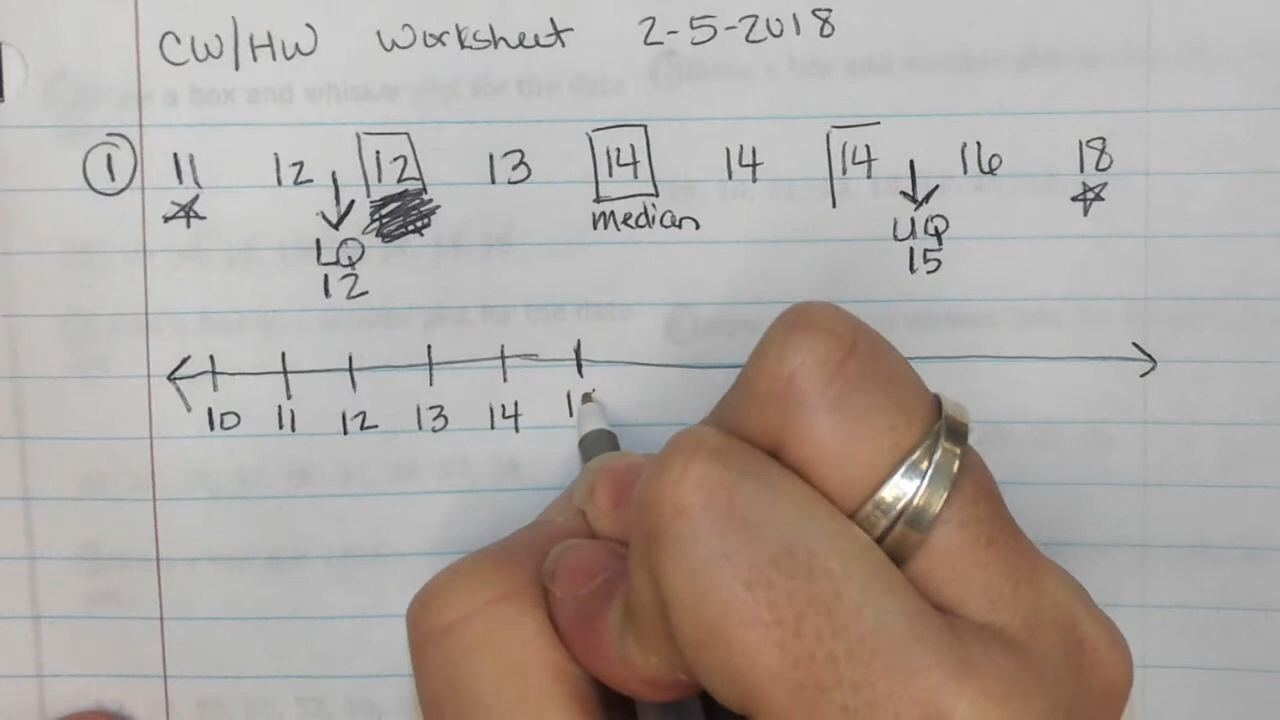 CW/HW Worksheet 2-5-2018
① 11 12 12 13 14 14 14 16 18
median
LQ UQ
12 15
10 11 12 13 14 1